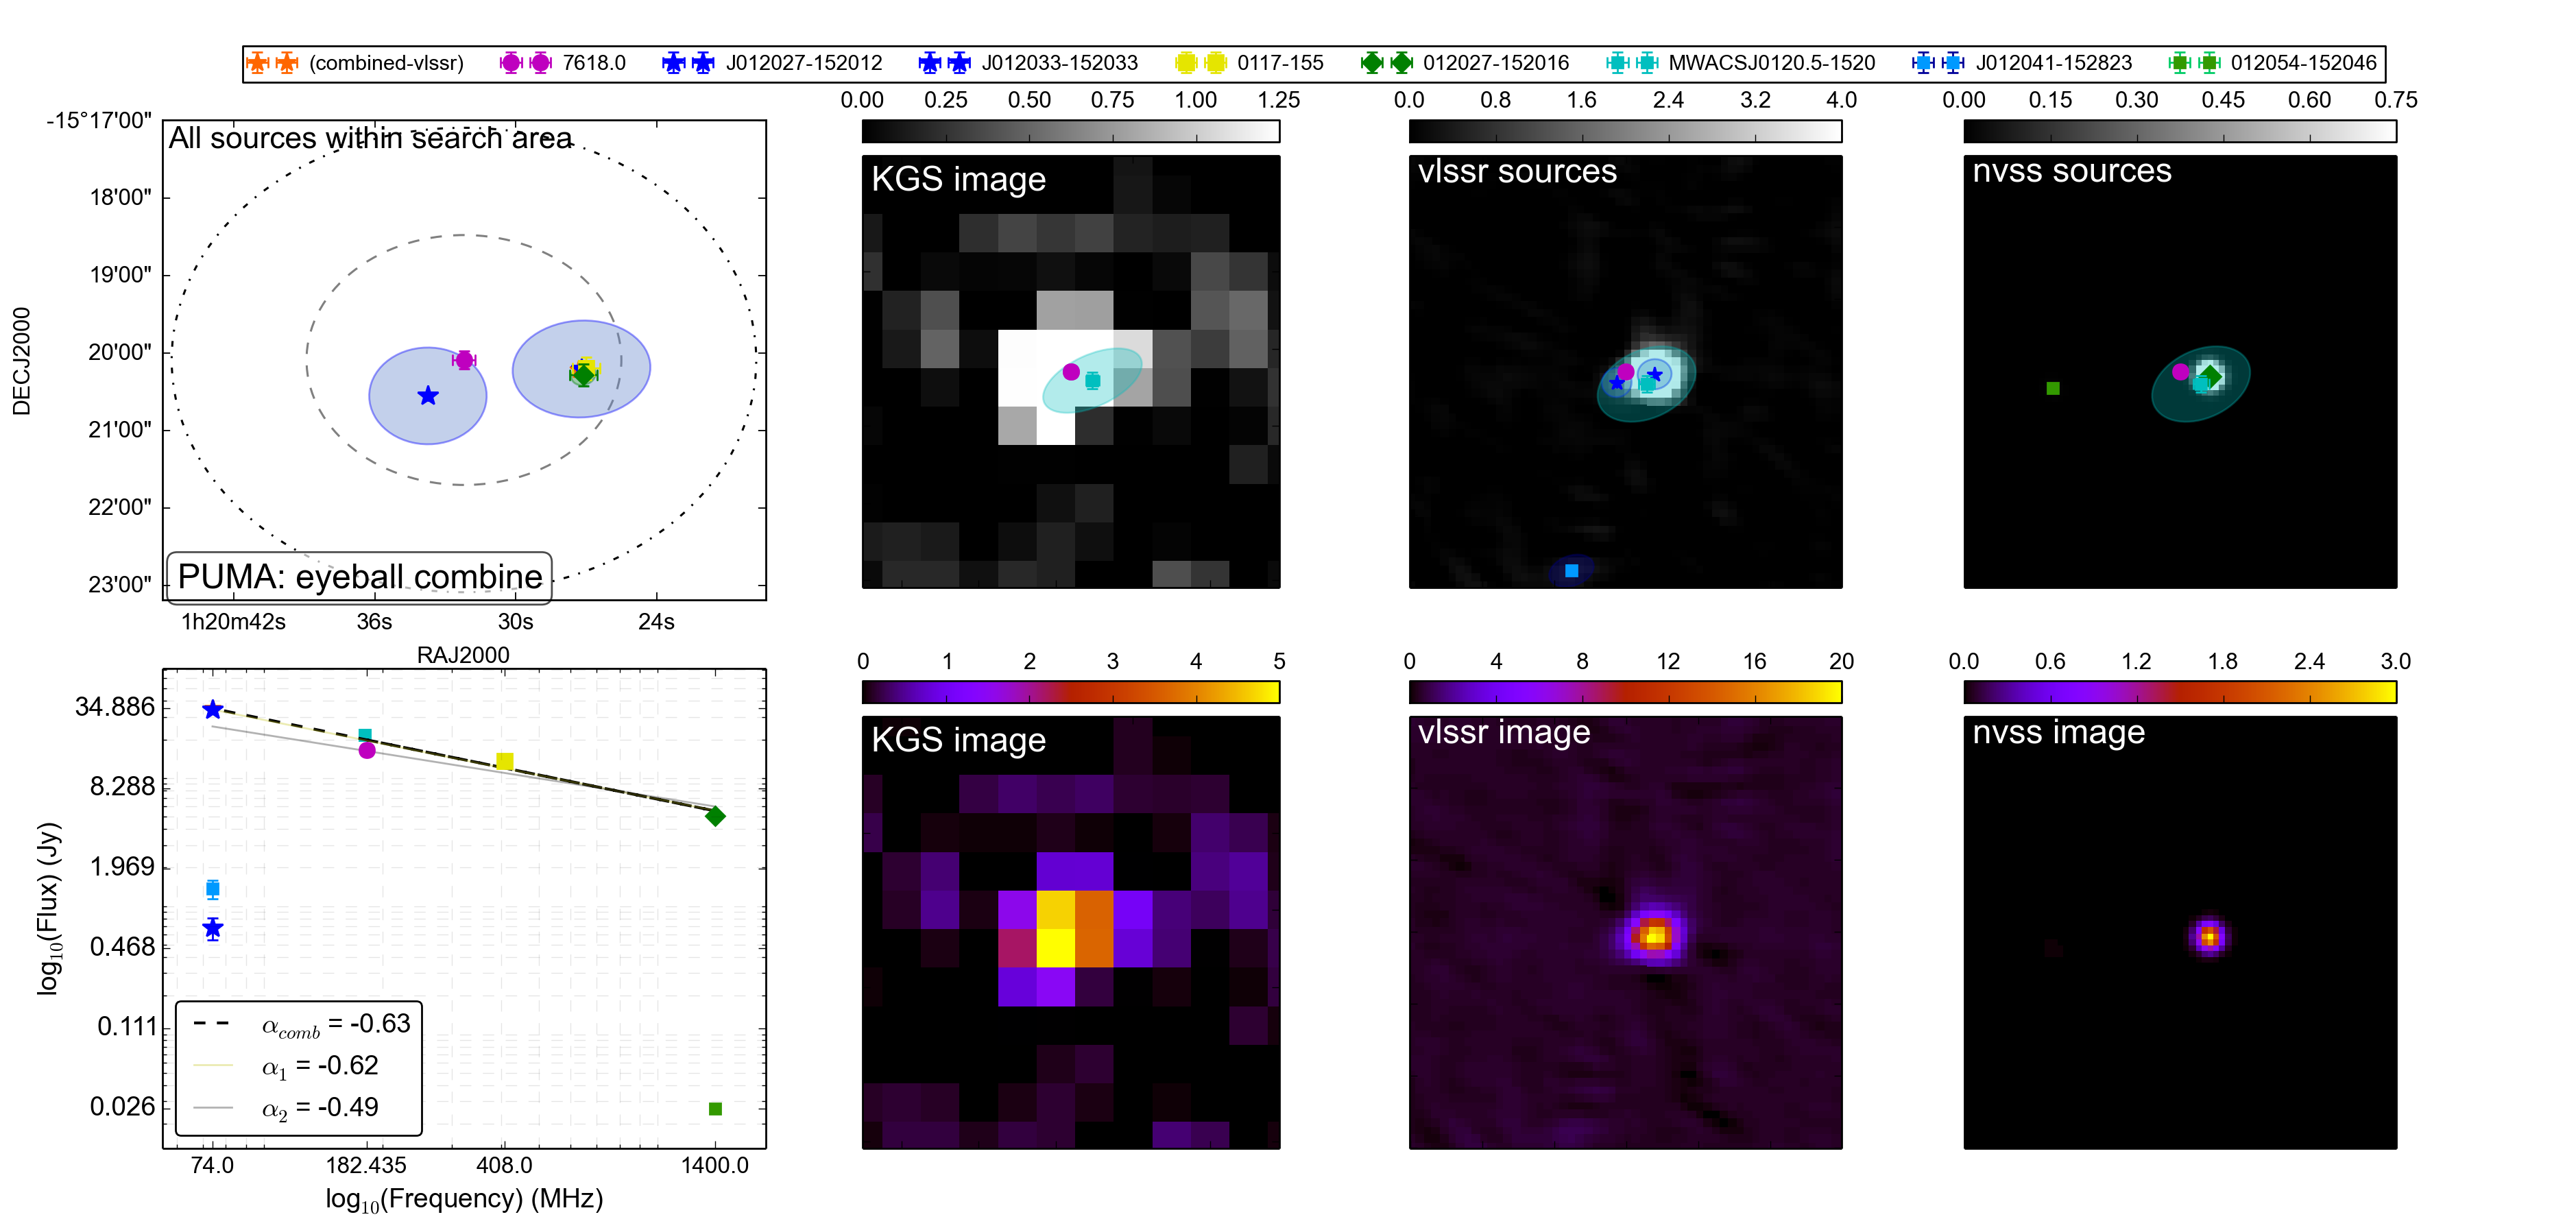 (combined-vlssr) 7618.0 J012027-152012 J012033-152033 0117-155 012027-152016 MWACSJ0120.5-1520 J012041-152823 012054-152046
0.00 0.25 0.50 0.75 1.00 1.25
0.0 0.8 1.6 2.4 3.2 4.0
0.00 0.15 0.30 0.45 0.60 0.75
All sources within search area
-15°17'00"
18'00"
19'00"
20'00"
21'00"
22'00"
23'00"
DECJ2000
PUMA: eyeball combine
1h20m42s 36s 30s 24s
RAJ2000
KGS image
vlssr sources
nvss sources
0 1 2 3 4 5
0 4 8 12 16 20
0.0 0.6 1.2 1.8 2.4 3.0
34.886
8.288
1.969
0.468
0.111
0.026
log₁₀(Flux) (Jy)
α_comb = -0.63
α₁ = -0.62
α₂ = -0.49
74.0 182.435 408.0 1400.0
log₁₀(Frequency) (MHz)
KGS image
vlssr image
nvss image